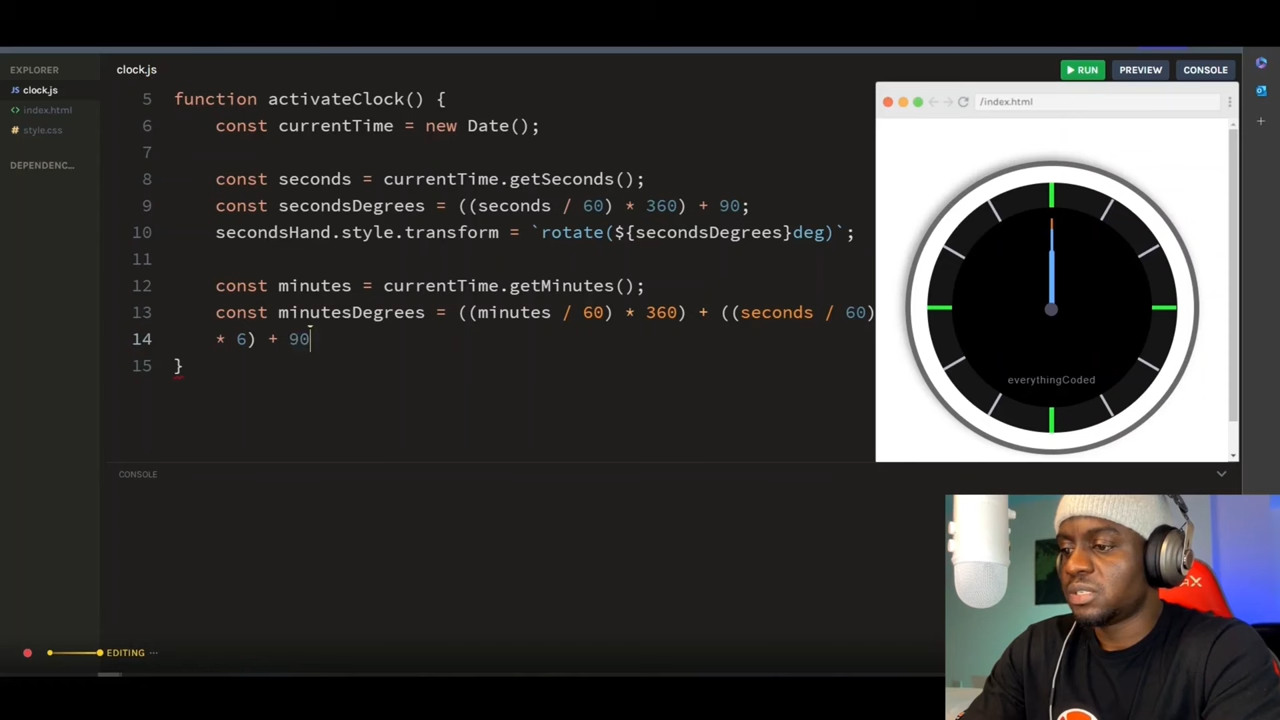 EXPLORER
JS clock.js
<> index.html
style.css
DEPENDENC...
clock.js
RUN
PREVIEW
CONSOLE
5 function activateClock() {
6 const currentTime = new Date();
7
8 const seconds = currentTime.getSeconds();
9 const secondsDegrees = ((seconds / 60) * 360) + 90;
10 secondsHand.style.transform = `rotate(${secondsDegrees}deg)`;
11
12 const minutes = currentTime.getMinutes();
13 const minutesDegrees = ((minutes / 60) * 360) + ((seconds / 60)
14 * 6) + 90
15 }
/index.html
everythingCoded
CONSOLE
EDITING ...